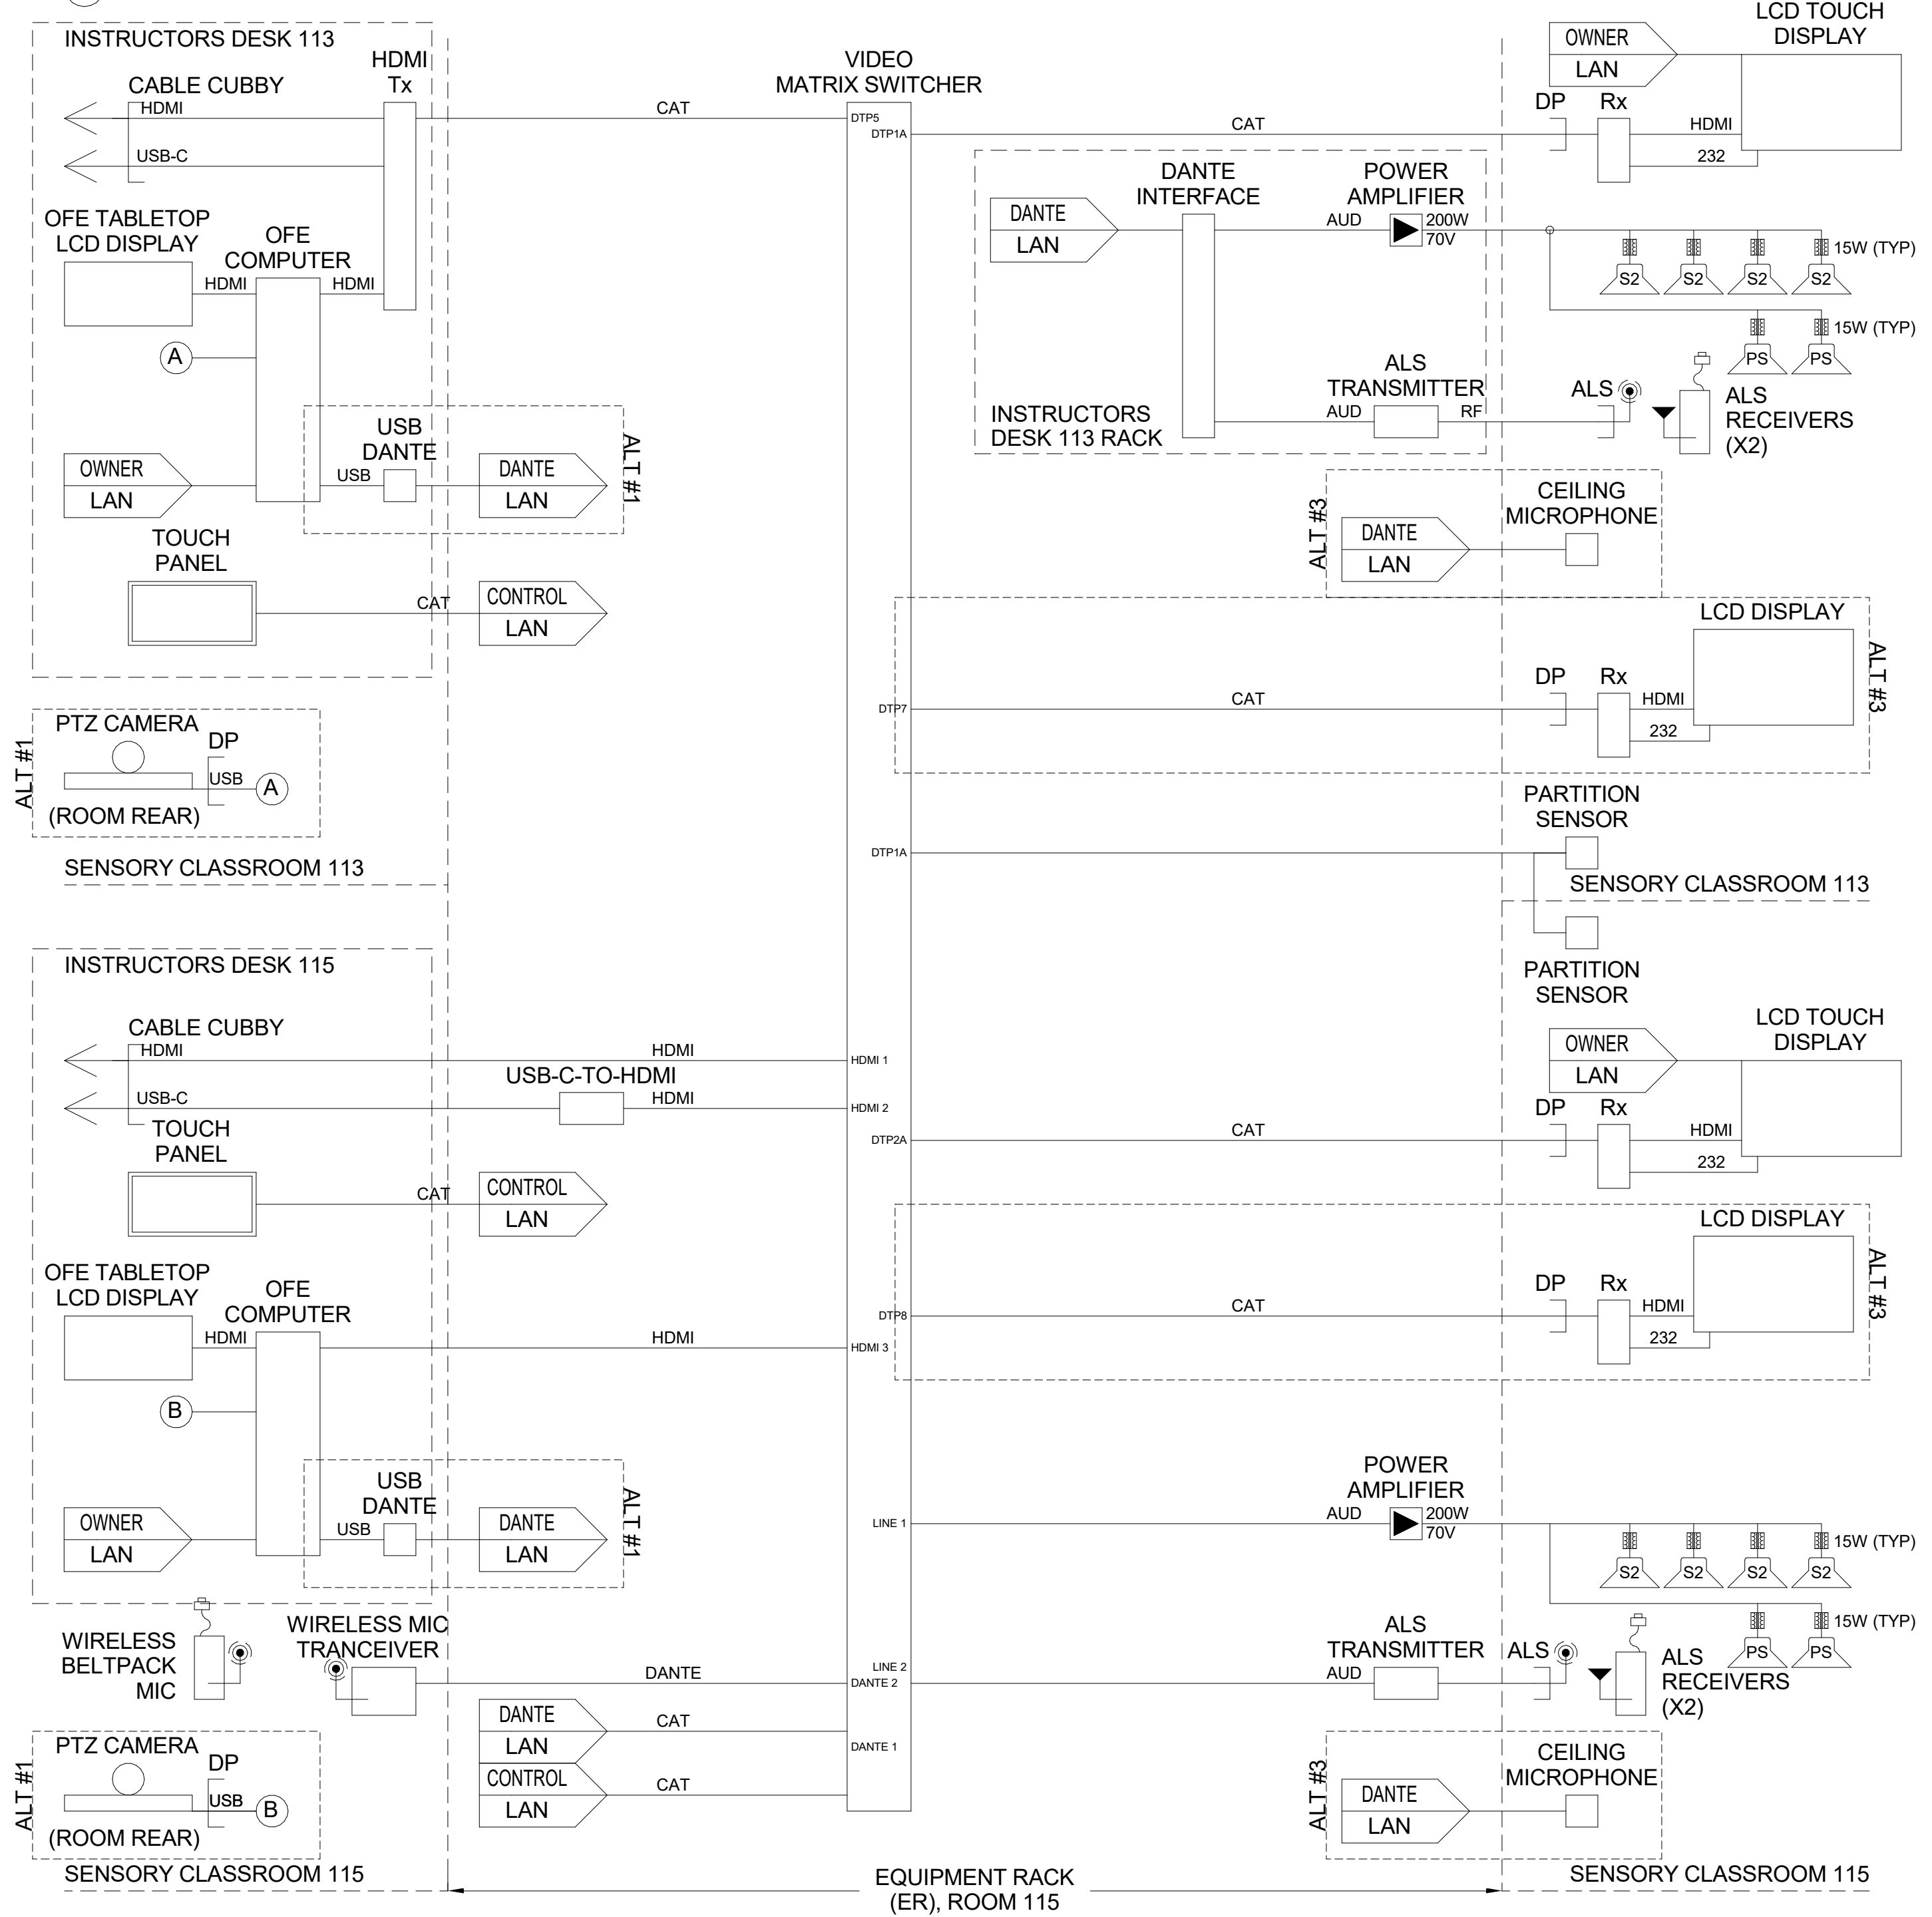 INSTRUCTORS DESK 113
CABLE CUBBY
HDMI
Tx
HDMI
USB-C
CAT
OFE TABLETOP
LCD DISPLAY
OFE
COMPUTER
HDMI
HDMI
A
OWNER
LAN
USB
DANTE
USB
DANTE
LAN
ALT #1
TOUCH
PANEL
CAT
CONTROL
LAN
ALT #1
PTZ CAMERA
DP
USB
A
(ROOM REAR)
SENSORY CLASSROOM 113
VIDEO
MATRIX SWITCHER
DTP5
DTP1A
CAT
LCD TOUCH
DISPLAY
OWNER
LAN
DP
Rx
HDMI
232
DANTE
INTERFACE
POWER
AMPLIFIER
DANTE
LAN
AUD
200W
70V
15W (TYP)
S2
S2
S2
S2
15W (TYP)
PS
PS
ALS
TRANSMITTER
AUD
RF
INSTRUCTORS
DESK 113 RACK
ALS
ALS
RECEIVERS
(X2)
ALT #3
CEILING
MICROPHONE
DANTE
LAN
LCD DISPLAY
DTP7
CAT
DP
Rx
HDMI
232
ALT #3
PARTITION
SENSOR
DTP1A
SENSORY CLASSROOM 113
PARTITION
SENSOR
INSTRUCTORS DESK 115
CABLE CUBBY
HDMI
HDMI
HDMI 1
USB-C-TO-HDMI
USB-C
HDMI
HDMI 2
TOUCH
PANEL
CAT
CONTROL
LAN
OFE TABLETOP
LCD DISPLAY
OFE
COMPUTER
HDMI
HDMI
HDMI 3
B
OWNER
LAN
USB
DANTE
USB
DANTE
LAN
ALT #1
WIRELESS
BELTPACK
MIC
WIRELESS MIC
TRANCEIVER
DANTE
DANTE 2
DANTE
LAN
CAT
DANTE 1
CONTROL
LAN
CAT
ALT #1
PTZ CAMERA
DP
USB
B
(ROOM REAR)
SENSORY CLASSROOM 115
LCD TOUCH
DISPLAY
OWNER
LAN
DP
Rx
DTP2A
CAT
HDMI
232
LCD DISPLAY
DP
Rx
DTP8
CAT
HDMI
232
ALT #3
POWER
AMPLIFIER
LINE 1
AUD
200W
70V
15W (TYP)
S2
S2
S2
S2
15W (TYP)
PS
PS
ALS
TRANSMITTER
LINE 2
AUD
ALS
ALS
RECEIVERS
(X2)
ALT #3
CEILING
MICROPHONE
DANTE
LAN
EQUIPMENT RACK
(ER), ROOM 115
SENSORY CLASSROOM 115